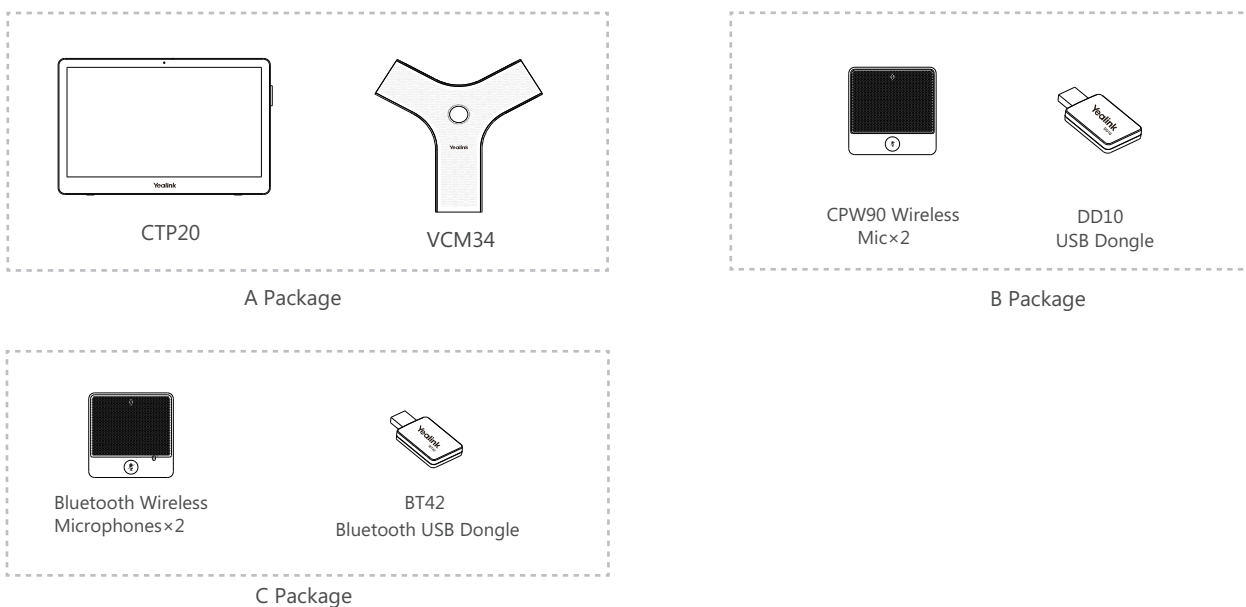 Yealink
Yealink
CTP20
VCM34
A Package
Yealink
CPW90 Wireless
Mic×2
DD10
USB Dongle
B Package
Yealink
Bluetooth Wireless
Microphones×2
BT42
Bluetooth USB Dongle
C Package